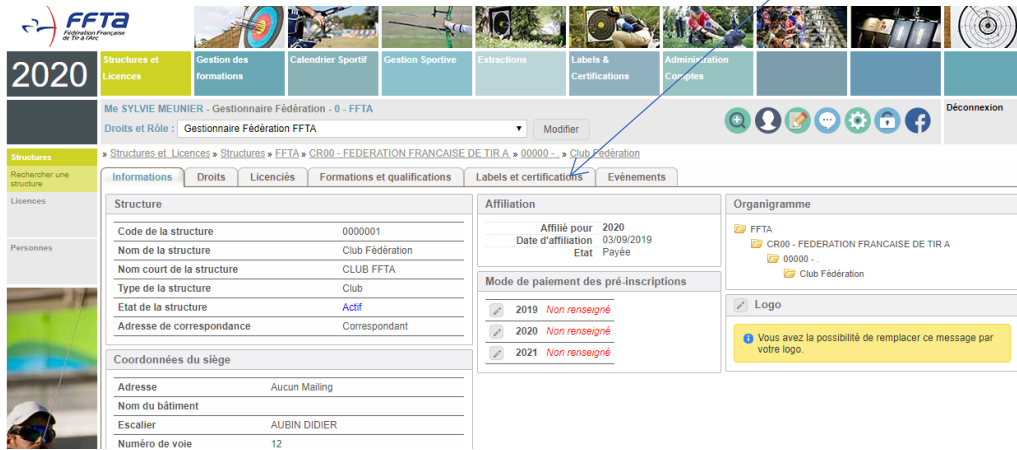 FFTA
Fédération Française
de Tir à l'Arc
2020
Structures et Licences
Gestion des formations
Calendrier Sportif
Gestion Sportive
Extractions
Labels & Certifications
Administration Comptes
Me SYLVIE MEUNIER - Gestionnaire Fédération - 0 - FFTA
Droits et Rôle : Gestionnaire Fédération FFTA Modifier
Déconnexion
Structures
Rechercher une structure
Licences
Personnes
» Structures et Licences » Structures » FFTA » CR00 - FEDERATION FRANCAISE DE TIR A » 00000 - . » Club Fédération
Informations Droits Licenciés Formations et qualifications Labels et certifications Evénements
Structure
Code de la structure 0000001
Nom de la structure Club Fédération
Nom court de la structure CLUB FFTA
Type de la structure Club
Etat de la structure Actif
Adresse de correspondance Correspondant
Coordonnées du siège
Adresse Aucun Mailing
Nom du bâtiment
Escalier AUBIN DIDIER
Numéro de voie 12
Affiliation
Affilié pour 2020
Date d'affiliation 03/09/2019
Etat Payée
Mode de paiement des pré-inscriptions
2019 Non renseigné
2020 Non renseigné
2021 Non renseigné
Organigramme
FFTA
CR00 - FEDERATION FRANCAISE DE TIR A
00000 - .
Club Fédération
Logo
Vous avez la possibilité de remplacer ce message par
votre logo.